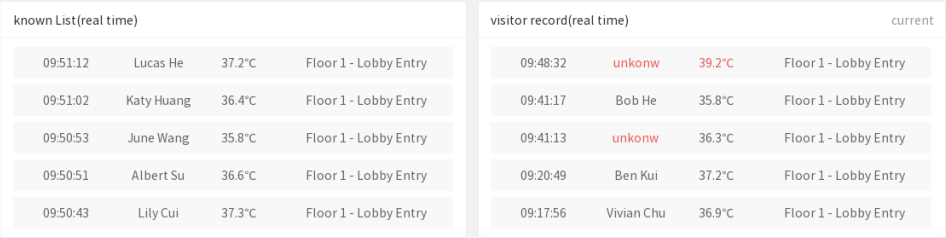 known List(real time)
09:51:12 Lucas He 37.2°C Floor 1 - Lobby Entry
09:51:02 Katy Huang 36.4°C Floor 1 - Lobby Entry
09:50:53 June Wang 35.8°C Floor 1 - Lobby Entry
09:50:51 Albert Su 36.6°C Floor 1 - Lobby Entry
09:50:43 Lily Cui 37.3°C Floor 1 - Lobby Entry
visitor record(real time) current
09:48:32 unkonw 39.2°C Floor 1 - Lobby Entry
09:41:17 Bob He 35.8°C Floor 1 - Lobby Entry
09:41:13 unkonw 36.3°C Floor 1 - Lobby Entry
09:20:49 Ben Kui 37.2°C Floor 1 - Lobby Entry
09:17:56 Vivian Chu 36.9°C Floor 1 - Lobby Entry